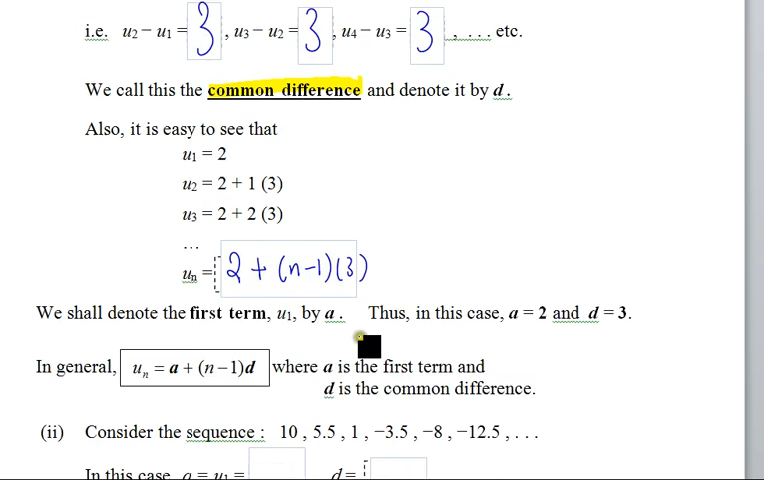 i.e. u₂ − u₁ = 3 , u₃ − u₂ = 3 , u₄ − u₃ = 3 , . . . etc.
We call this the common difference and denote it by d .
Also, it is easy to see that
u₁ = 2
u₂ = 2 + 1 (3)
u₃ = 2 + 2 (3)
...
uₙ = 2 + (n−1)(3)
We shall denote the first term, u₁, by a . Thus, in this case, a = 2 and d = 3.
In general, uₙ = a + (n−1)d where a is the first term and
d is the common difference.
(ii) Consider the sequence : 10 , 5.5 , 1 , −3.5 , −8 , −12.5 , . . .
In this case a = u₁ = d =